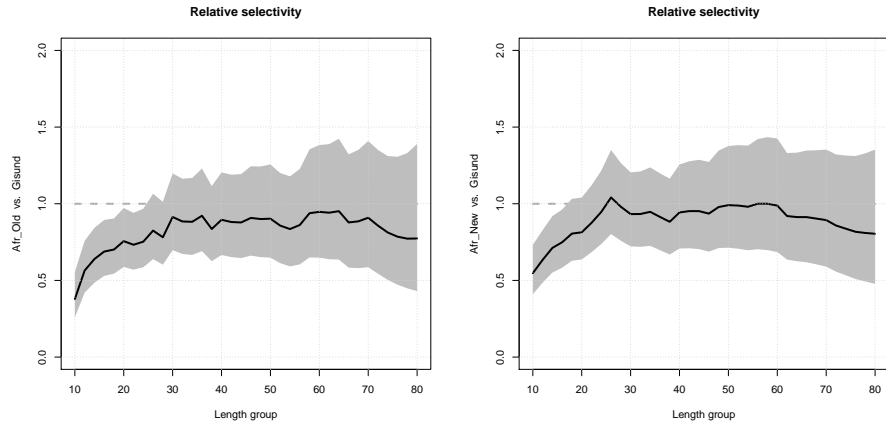 Relative selectivity
2.0
1.5
1.0
0.5
0.0
Afr_Old vs. Gisund
10 20 30 40 50 60 70 80
Length group
Relative selectivity
2.0
1.5
1.0
0.5
0.0
Afr_New vs. Gisund
10 20 30 40 50 60 70 80
Length group